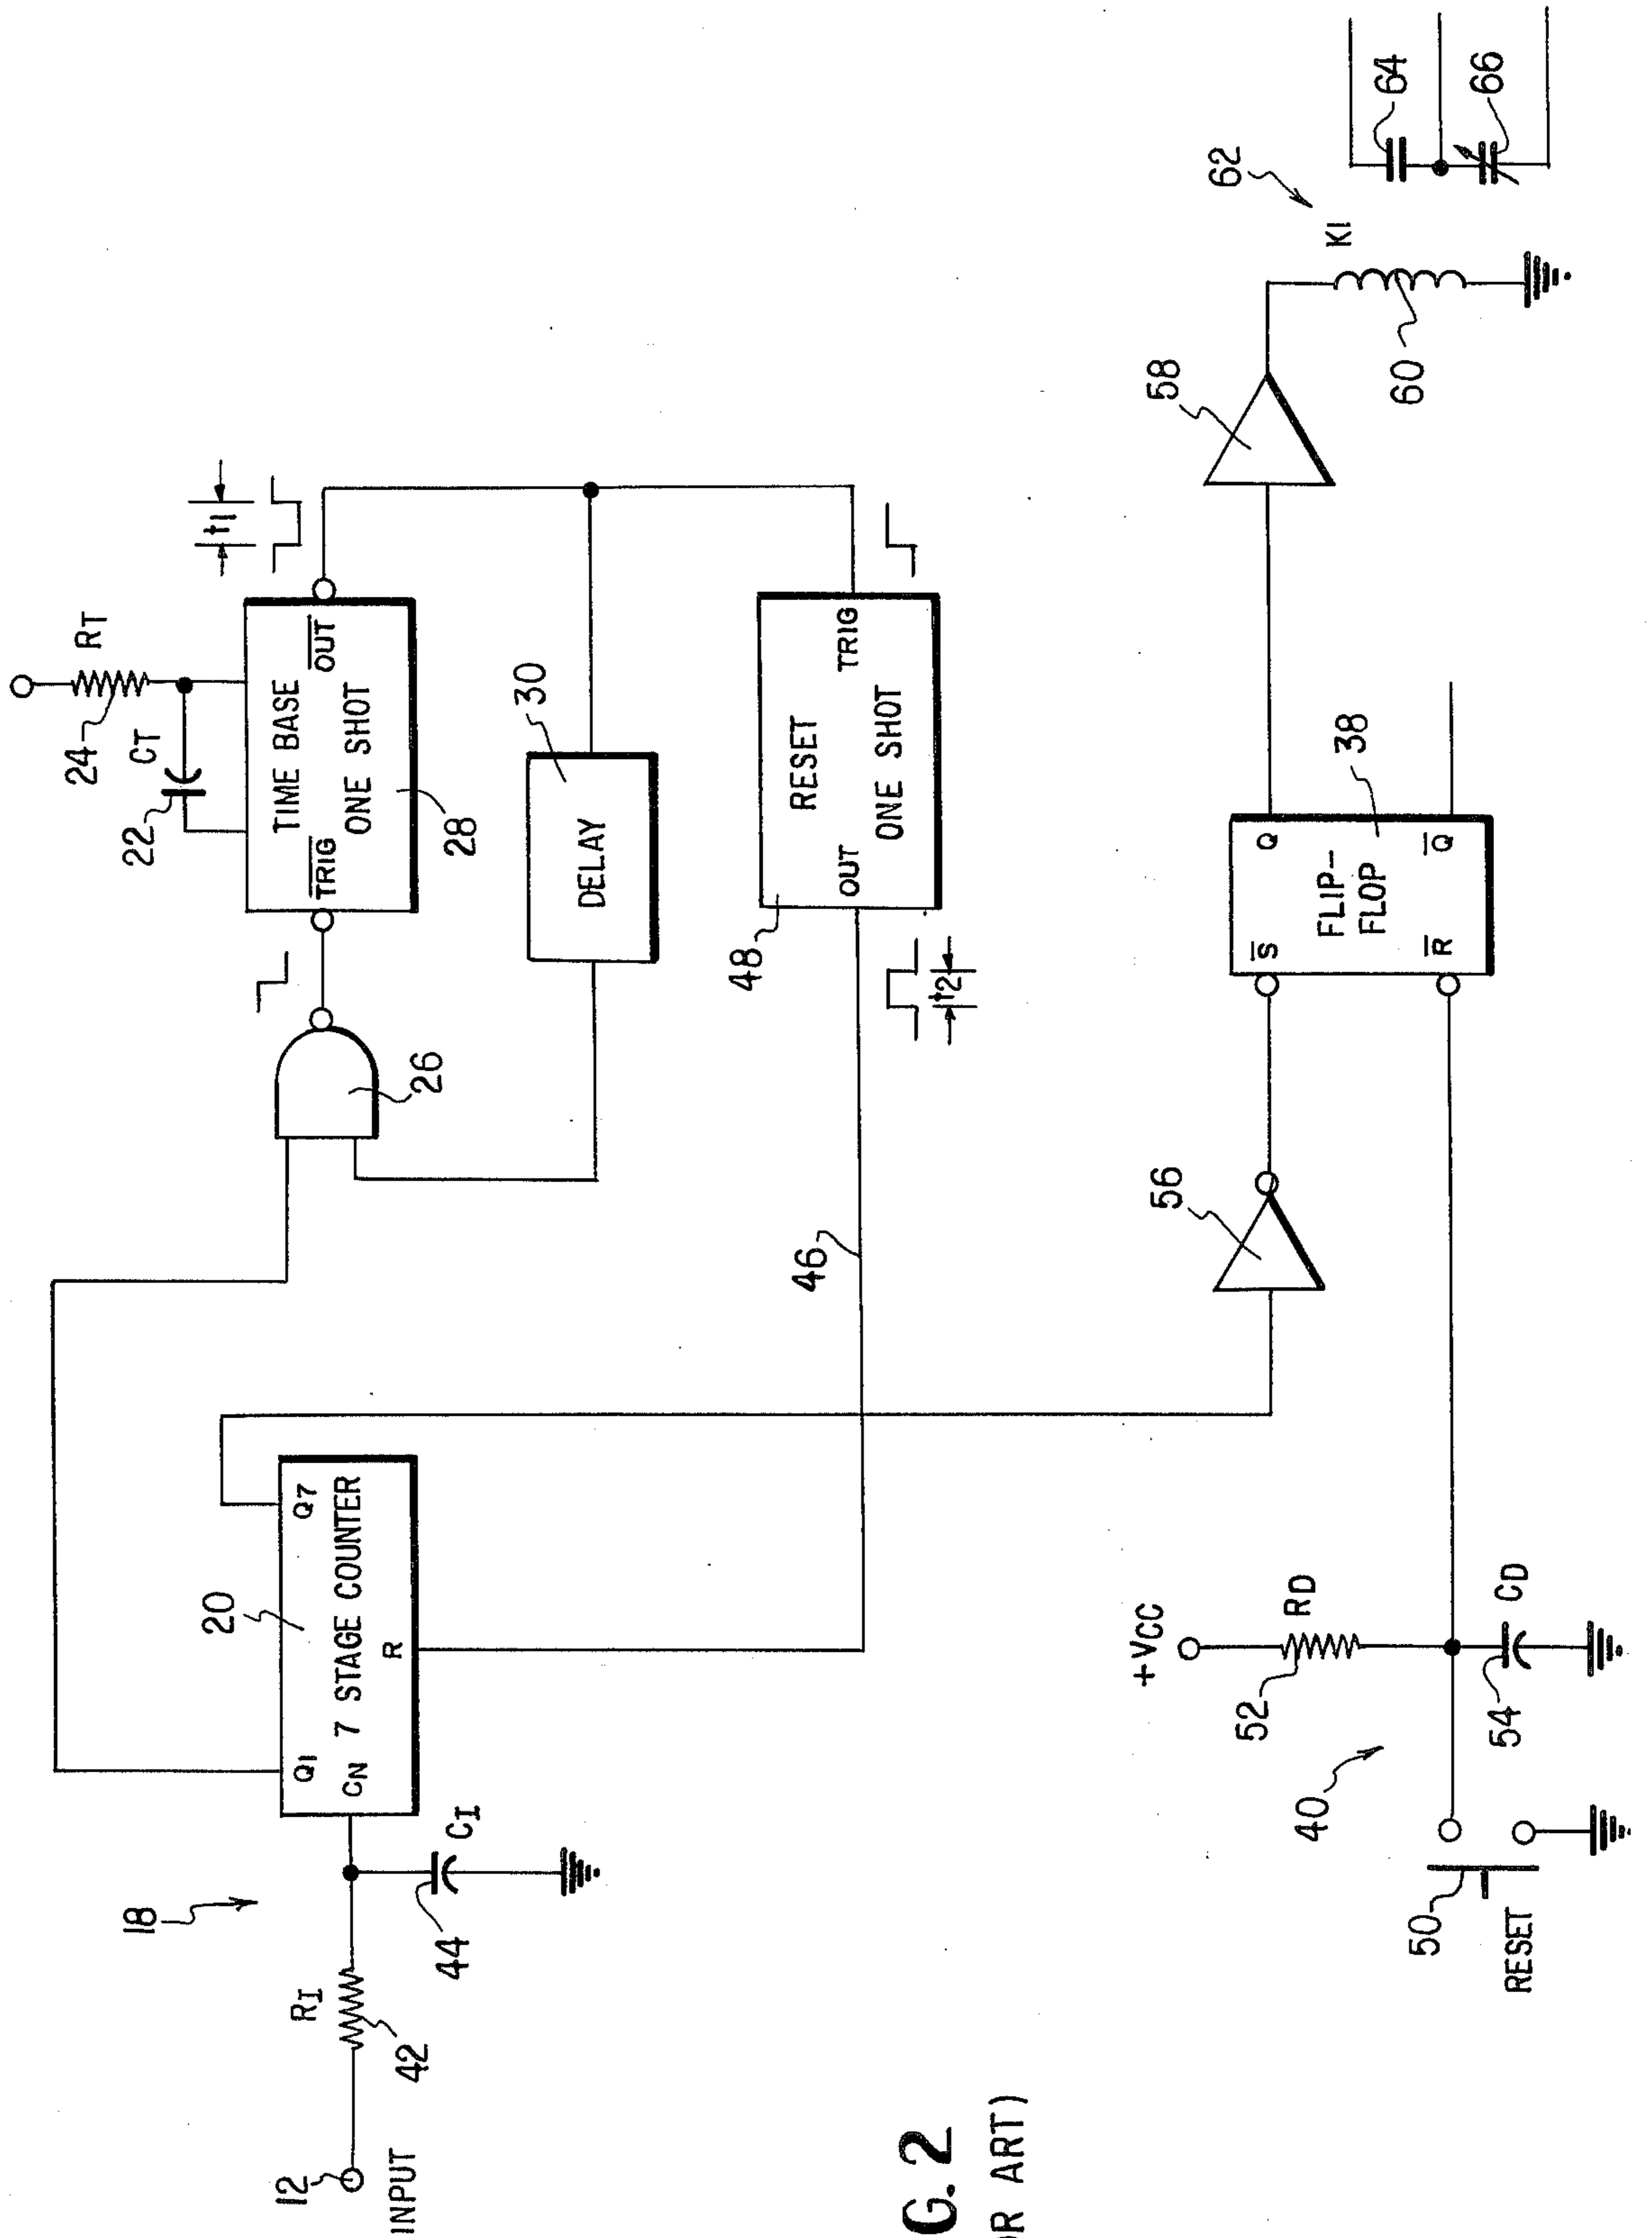 18
12
INPUT
RI
42
44
CI
20
Q1
Q7
CN 7 STAGE COUNTER
R
26
22
CT
24
RT
TRIG
TIME BASE
ONE SHOT
OUT
28
t1
30
DELAY
46
48
t2
OUT
RESET
ONE SHOT
TRIG
40
50
RESET
+VCC
52
RD
54
CD
56
S
Q
FLIP-
FLOP
R
Q
38
58
60
K1
62
64
66
G. 2
OR ART)